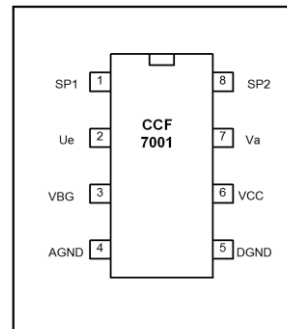 SP1 1 8 SP2
CCF
7001
Ue 2 7 Va
VBG 3 6 VCC
AGND 4 5 DGND